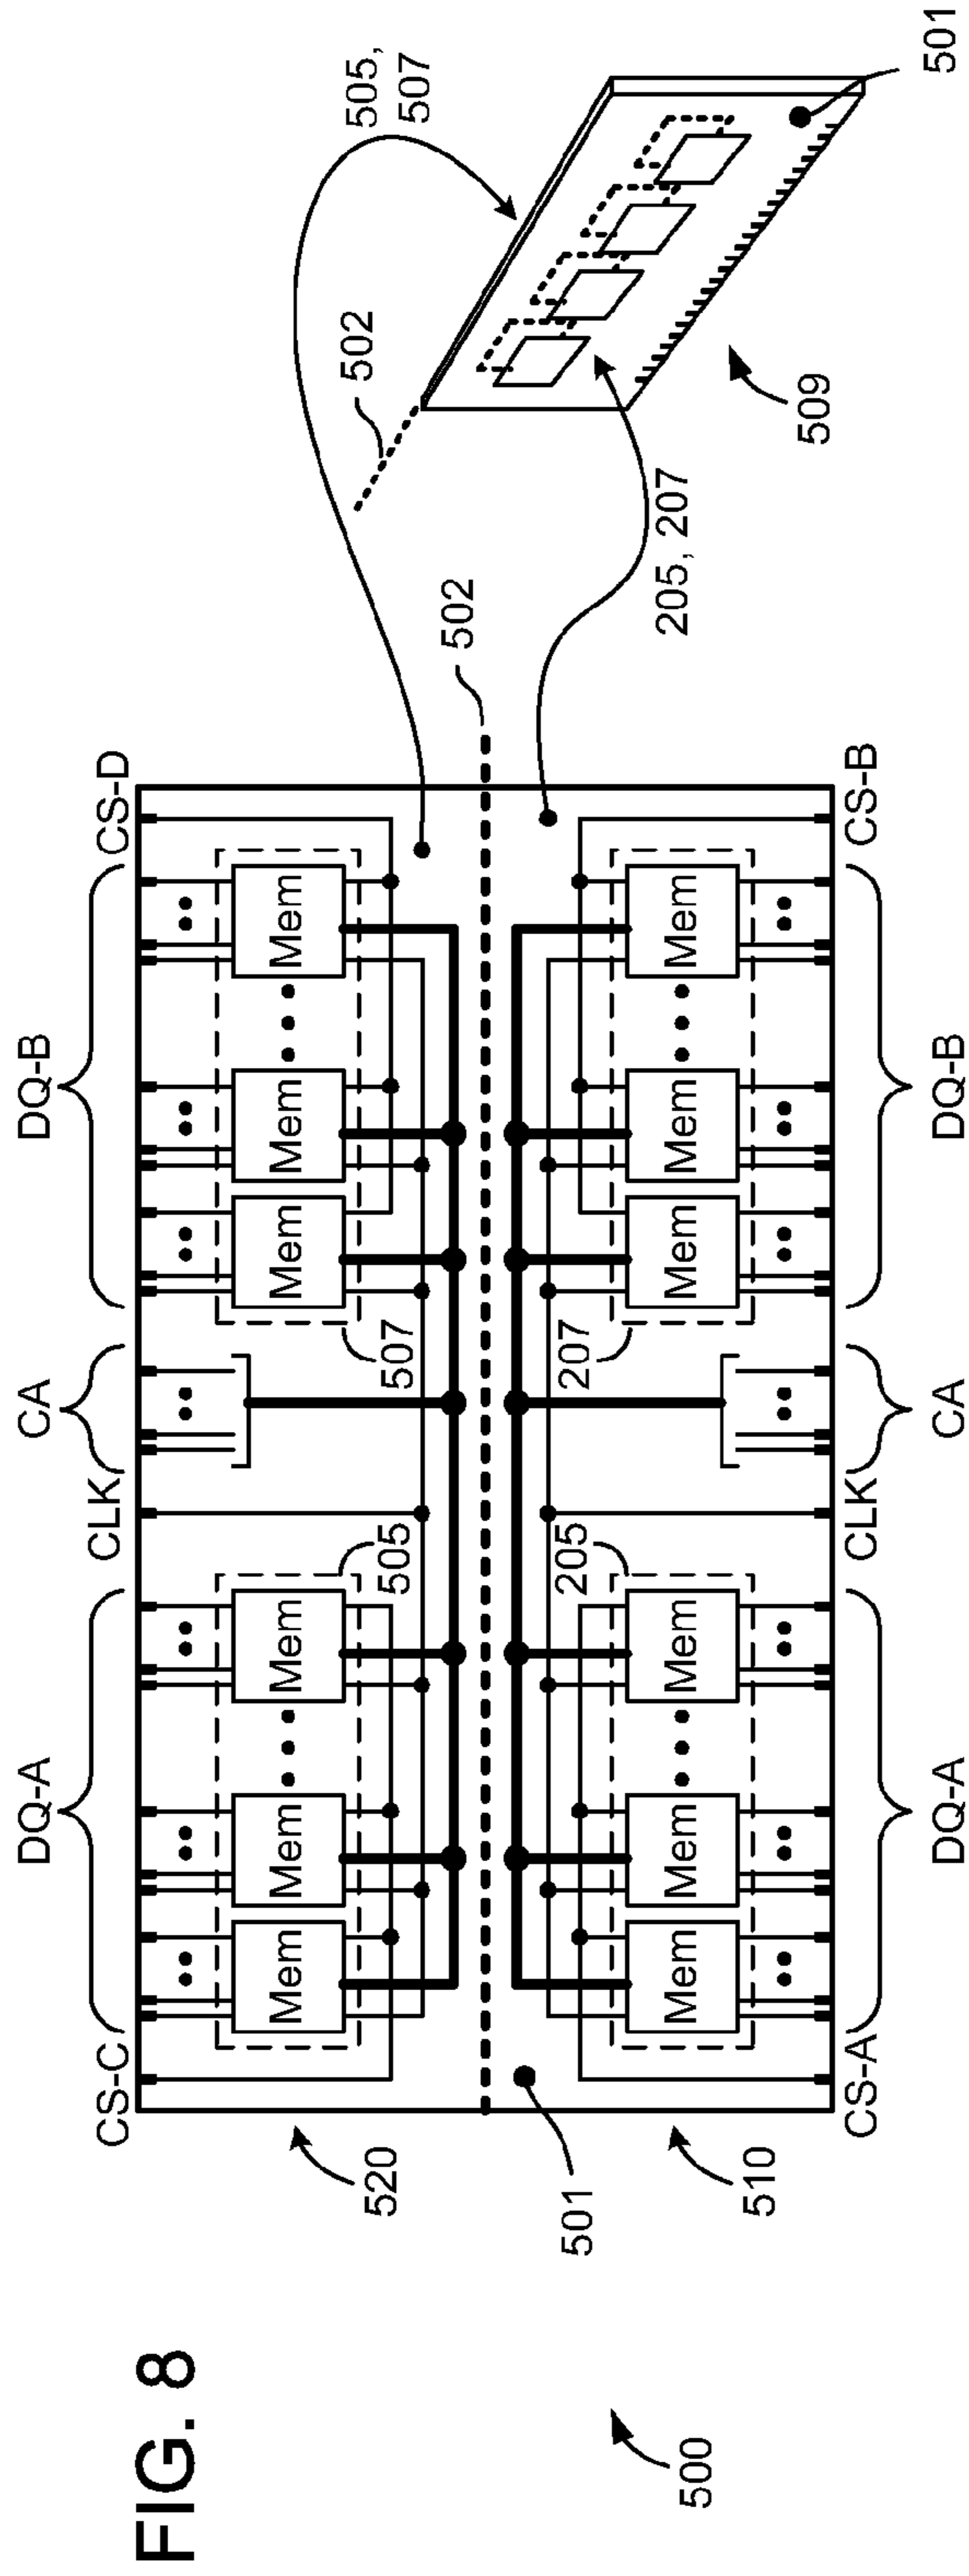 FIG. 8
500
DQ-A
DQ-B
CS-C
CLK
CA
CS-D
520
Mem
Mem
Mem
Mem
Mem
Mem
505
507
502
505,
507
502
501
205
207
Mem
Mem
Mem
Mem
Mem
Mem
205, 207
509
501
510
CS-A
CLK
CA
CS-B
DQ-A
DQ-B